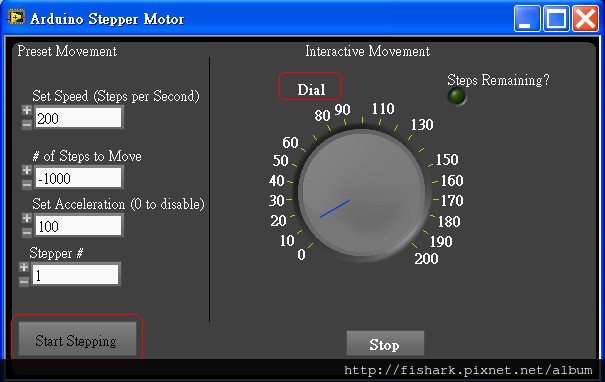 Arduino Stepper Motor
Preset Movement
Interactive Movement
Set Speed (Steps per Second)
200
# of Steps to Move
-1000
Set Acceleration (0 to disable)
100
Stepper #
1
Start Stepping
Dial
Steps Remaining?
0
10
20
30
40
50
60
80
90
110
130
150
160
170
180
190
200
Stop
http://fishark.pixnet.net/album